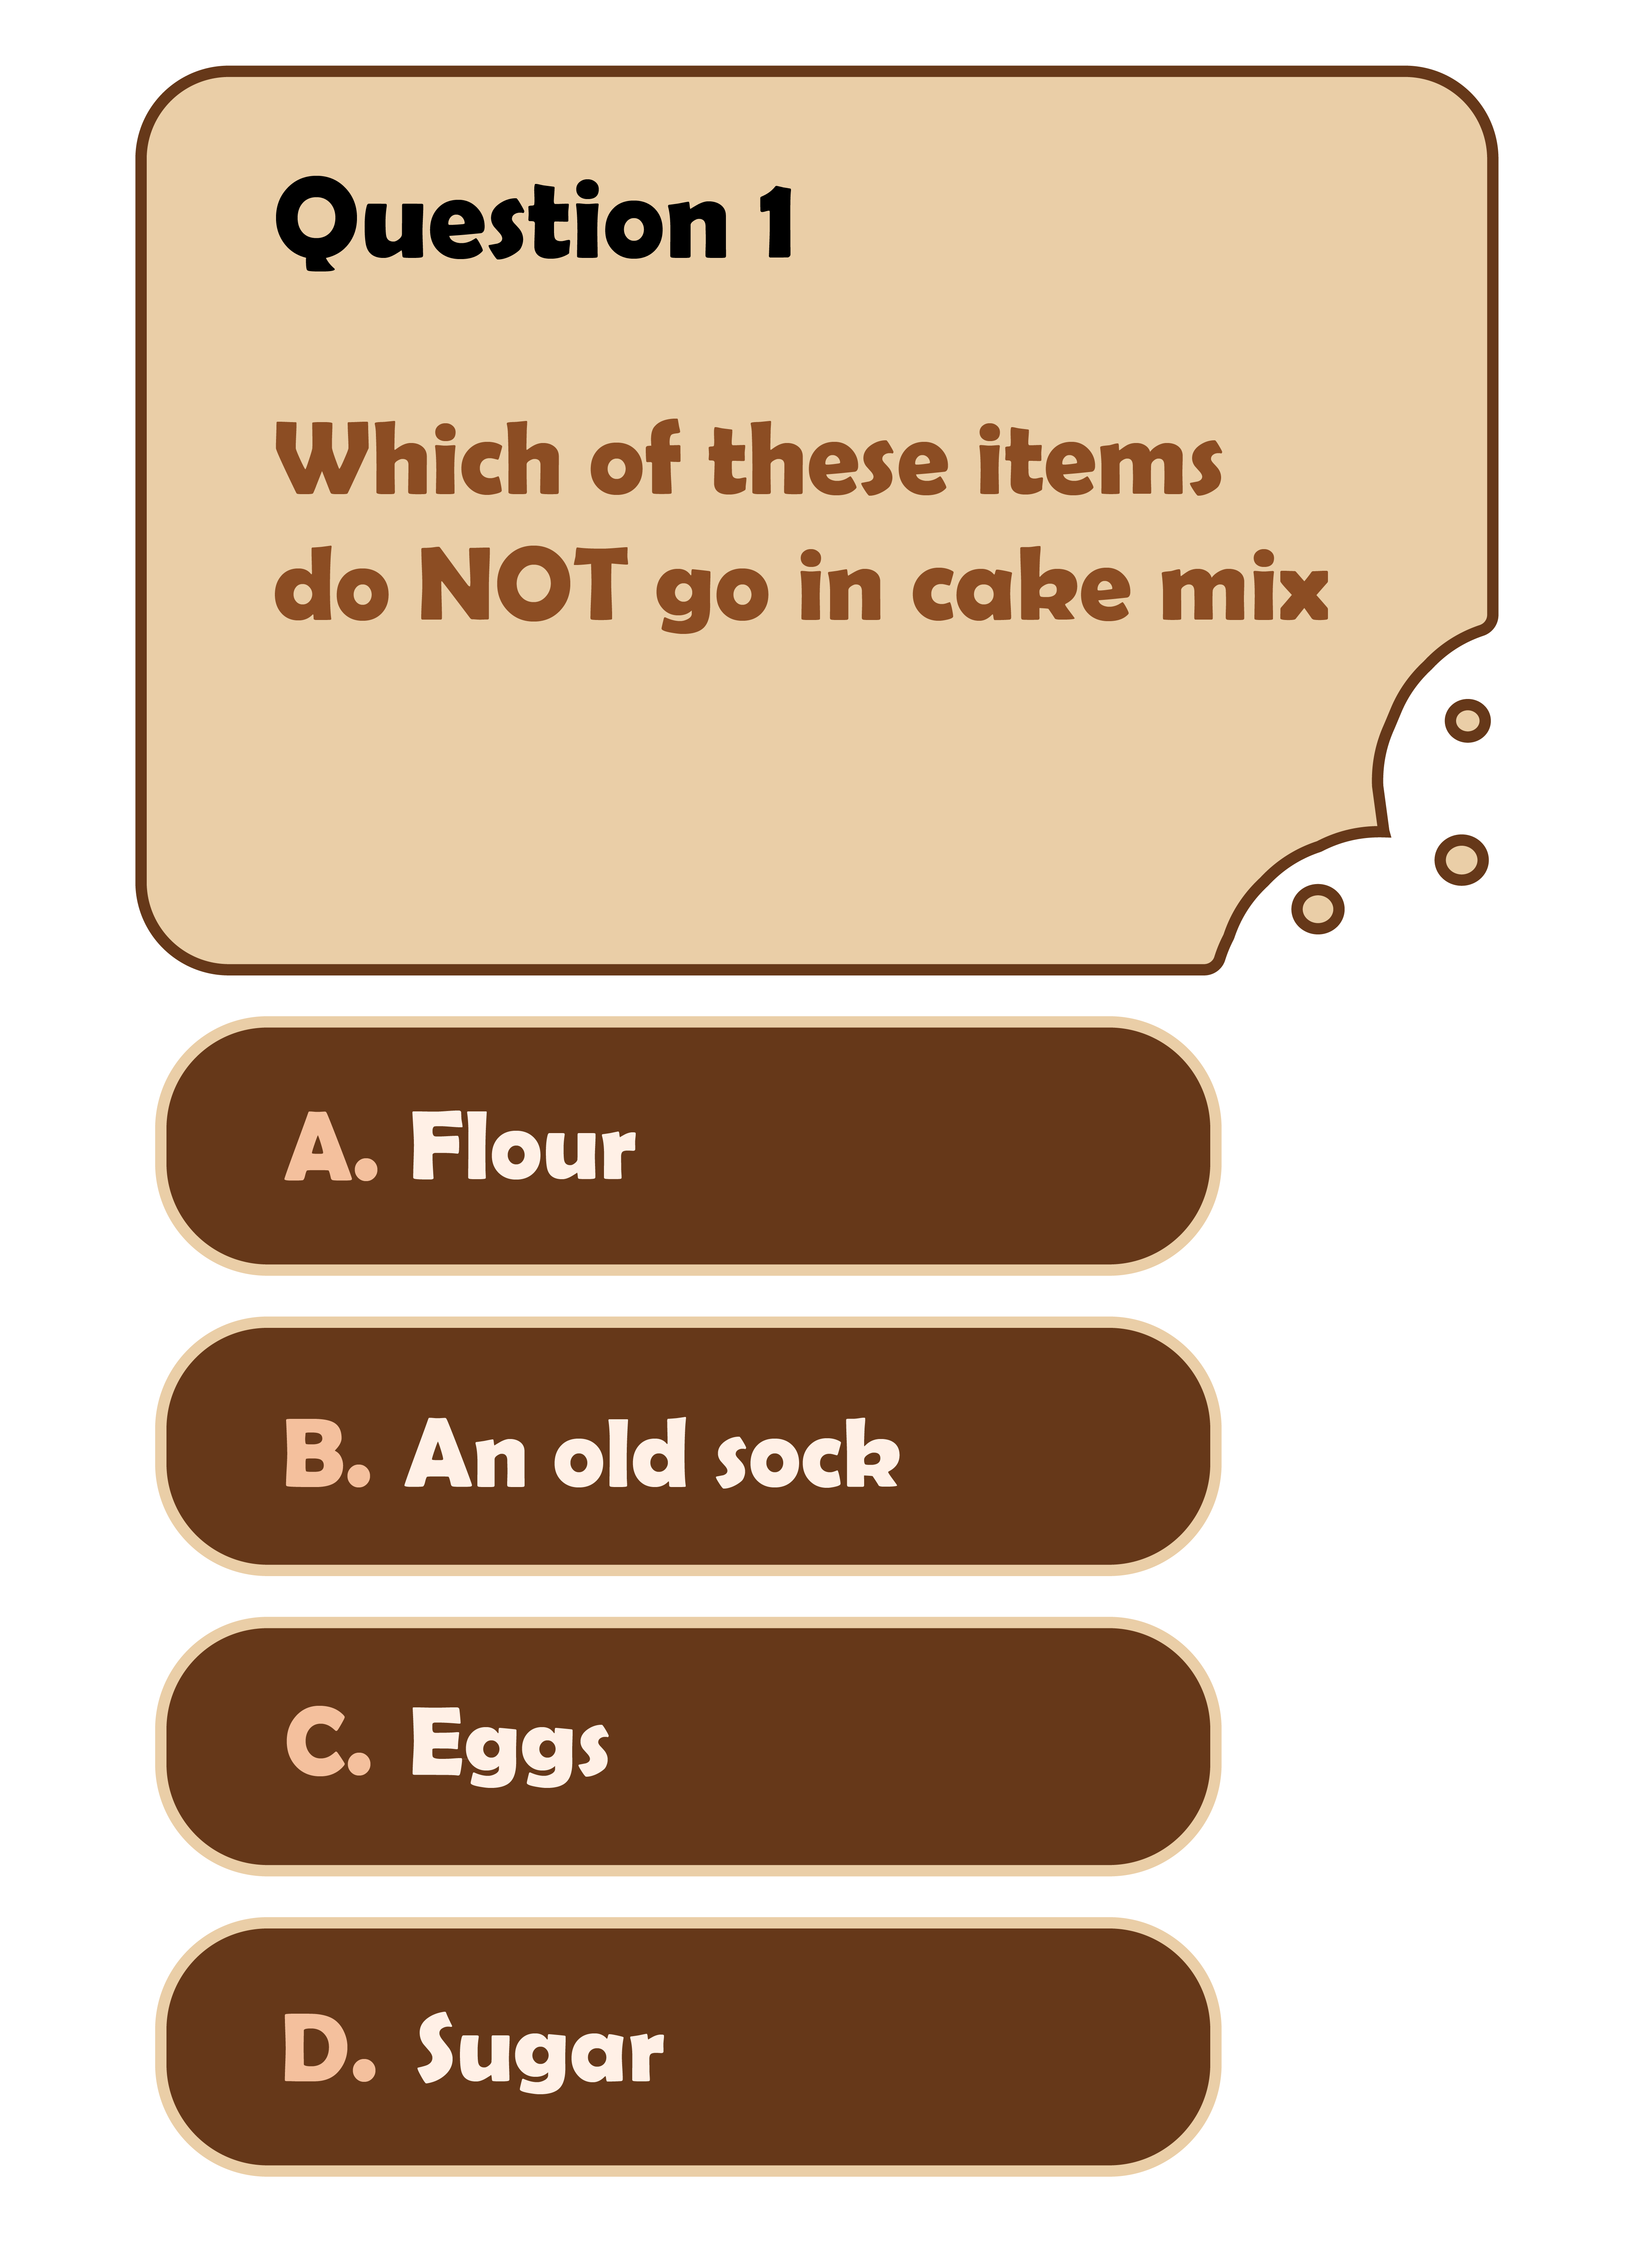 Question 1
Which of these items
do NOT go in cake mix
A. Flour
B. An old sock
C. Eggs
D. Sugar